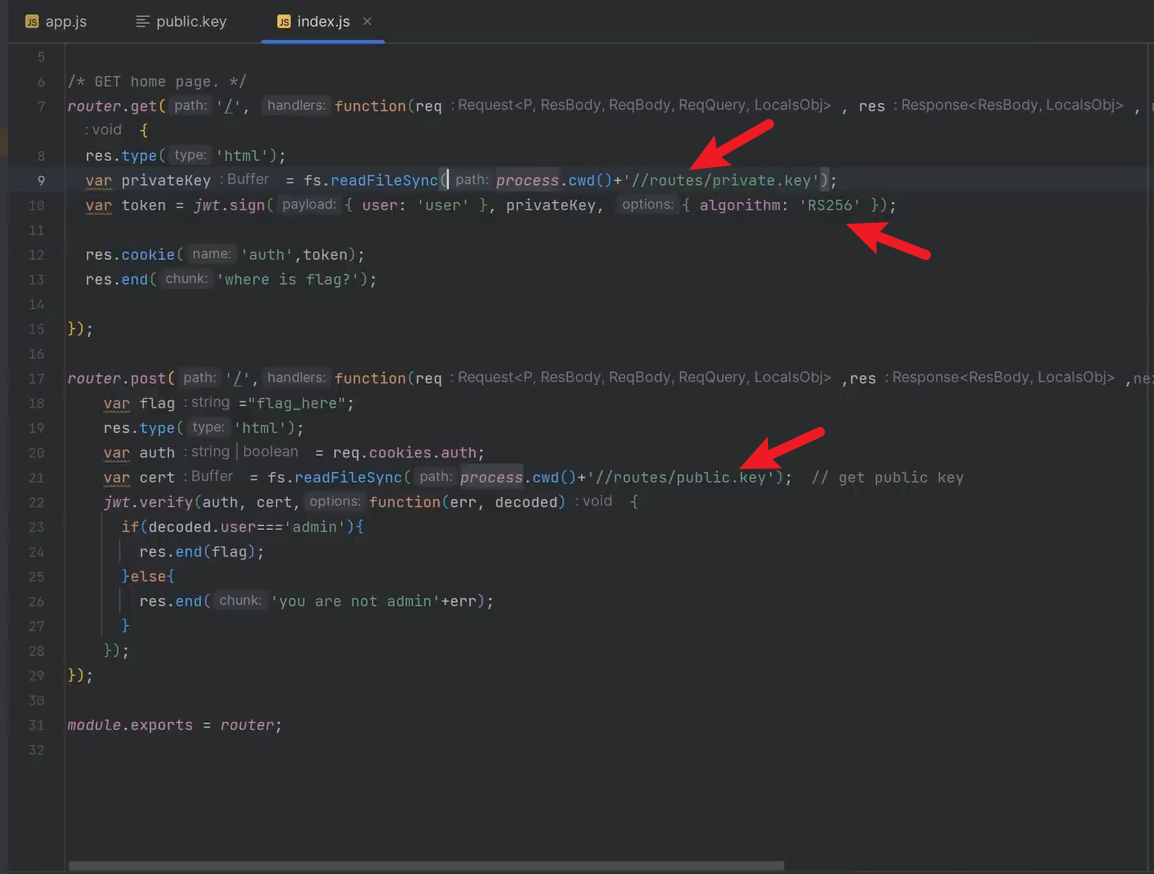 JS app.js public.key JS index.js ×
5
6 /* GET home page. */
7 router.get( path: '/', handlers: function(req : Request<P, ResBody, ReqBody, ReqQuery, LocalsObj> , res : Response<ResBody, LocalsObj> ,
: void {
8 res.type( type: 'html');
9 var privateKey : Buffer = fs.readFileSync( path: process.cwd()+'//routes/private.key');
10 var token = jwt.sign( payload: { user: 'user' }, privateKey, options: { algorithm: 'RS256' });
11
12 res.cookie( name: 'auth',token);
13 res.end( chunk: 'where is flag?');
14
15 });
16
17 router.post( path: '/', handlers: function(req : Request<P, ResBody, ReqBody, ReqQuery, LocalsObj> ,res : Response<ResBody, LocalsObj> ,ne
18 var flag : string ="flag_here";
19 res.type( type: 'html');
20 var auth : string | boolean = req.cookies.auth;
21 var cert : Buffer = fs.readFileSync( path: process.cwd()+'//routes/public.key'); // get public key
22 jwt.verify(auth, cert, options: function(err, decoded) : void {
23 if(decoded.user==='admin'){
24 res.end(flag);
25 }else{
26 res.end( chunk: 'you are not admin'+err);
27 }
28 });
29 });
30
31 module.exports = router;
32